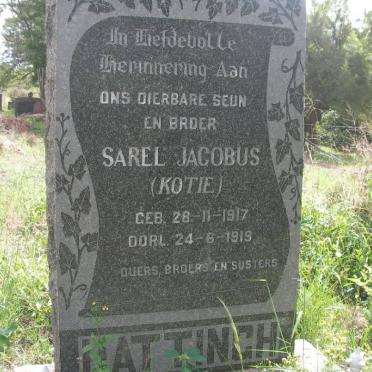 In Liefdevolle
Herinnering Aan
ONS DIERBARE SEUN
EN BROER
SAREL JACOBUS
(KOTIE)
GEB. 28-11-1917
OORL. 24-6-1919
OUERS, BROERS EN SUSTERS